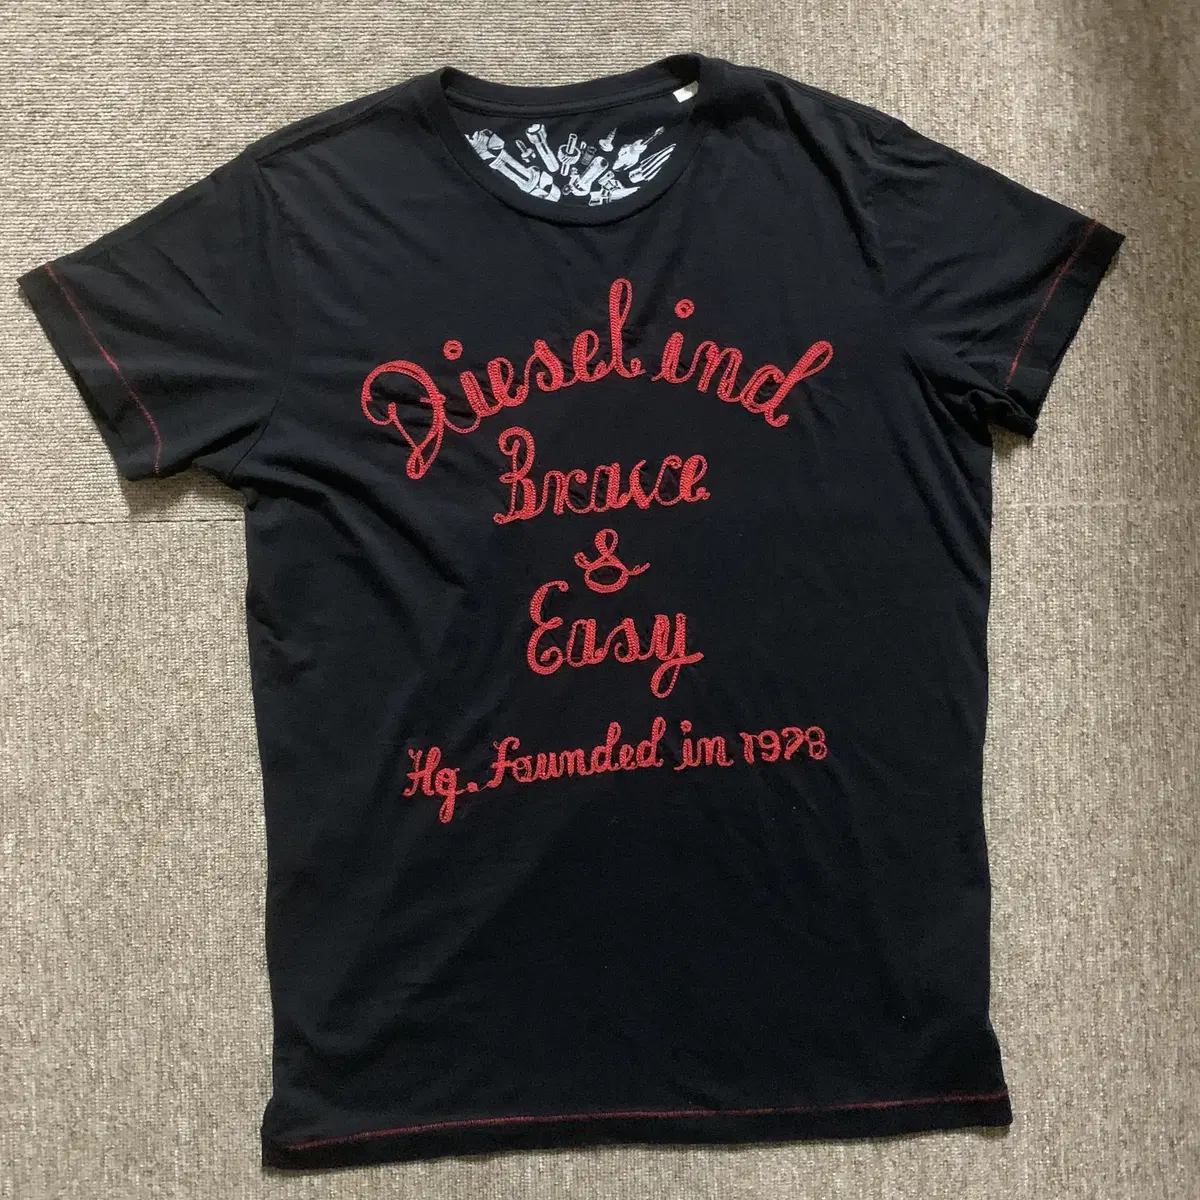 Diesel ind
Brave
&
Easy
Hq. founded in 1978